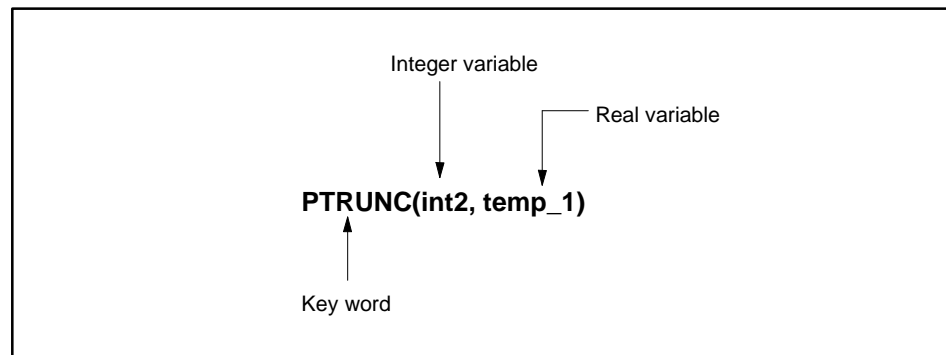 Integer variable
Real variable
PTRUNC(int2, temp_1)
Key word